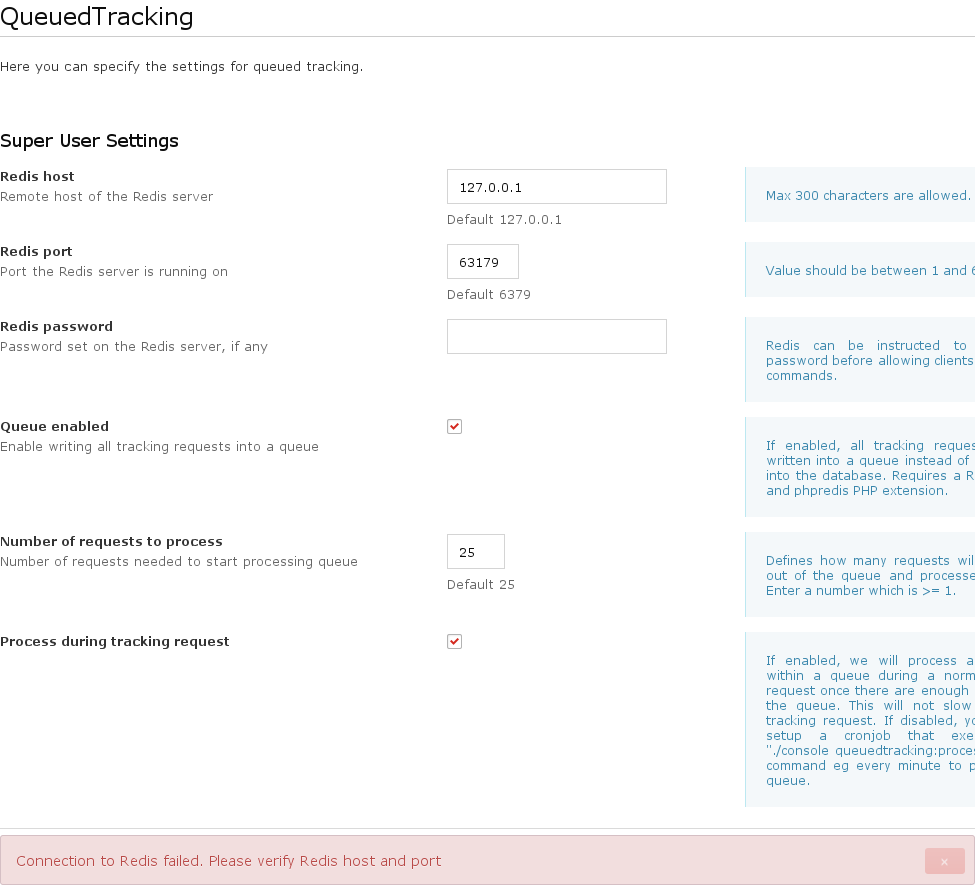 QueuedTracking
Here you can specify the settings for queued tracking.
Super User Settings
Redis host
Remote host of the Redis server
127.0.0.1
Default 127.0.0.1
Max 300 characters are allowed.
Redis port
Port the Redis server is running on
63179
Default 6379
Value should be between 1 and
Redis password
Password set on the Redis server, if any
Redis can be instructed to
password before allowing clients
commands.
Queue enabled
Enable writing all tracking requests into a queue
If enabled, all tracking
written into a queue instead of
into the database. Requires a
and phpredis PHP extension.
Number of requests to process
Number of requests needed to start processing queue
25
Default 25
Defines how many requests
out of the queue and
Enter a number which is >= 1.
Process during tracking request
If enabled, we will process
within a queue during a
request once there are enough
the queue. This will not slow
tracking request. If disabled,
setup a cronjob that
"./console
command eg every minute to
queue.
Connection to Redis failed. Please verify Redis host and port
×